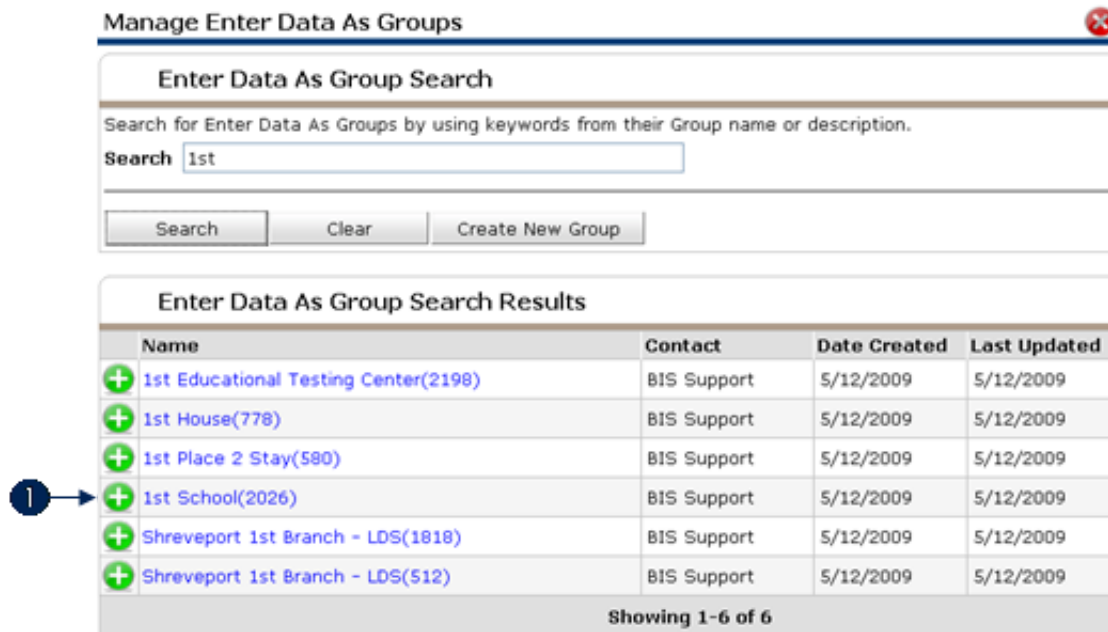 Manage Enter Data As Groups
Enter Data As Group Search
Search for Enter Data As Groups by using keywords from their Group name or description.
Search 1st
Search Clear Create New Group
Enter Data As Group Search Results
Name Contact Date Created Last Updated
1st Educational Testing Center(2198) BIS Support 5/12/2009 5/12/2009
1st House(778) BIS Support 5/12/2009 5/12/2009
1st Place 2 Stay(580) BIS Support 5/12/2009 5/12/2009
1 1st School(2026) BIS Support 5/12/2009 5/12/2009
Shreveport 1st Branch - LDS(1818) BIS Support 5/12/2009 5/12/2009
Shreveport 1st Branch - LDS(512) BIS Support 5/12/2009 5/12/2009
Showing 1-6 of 6